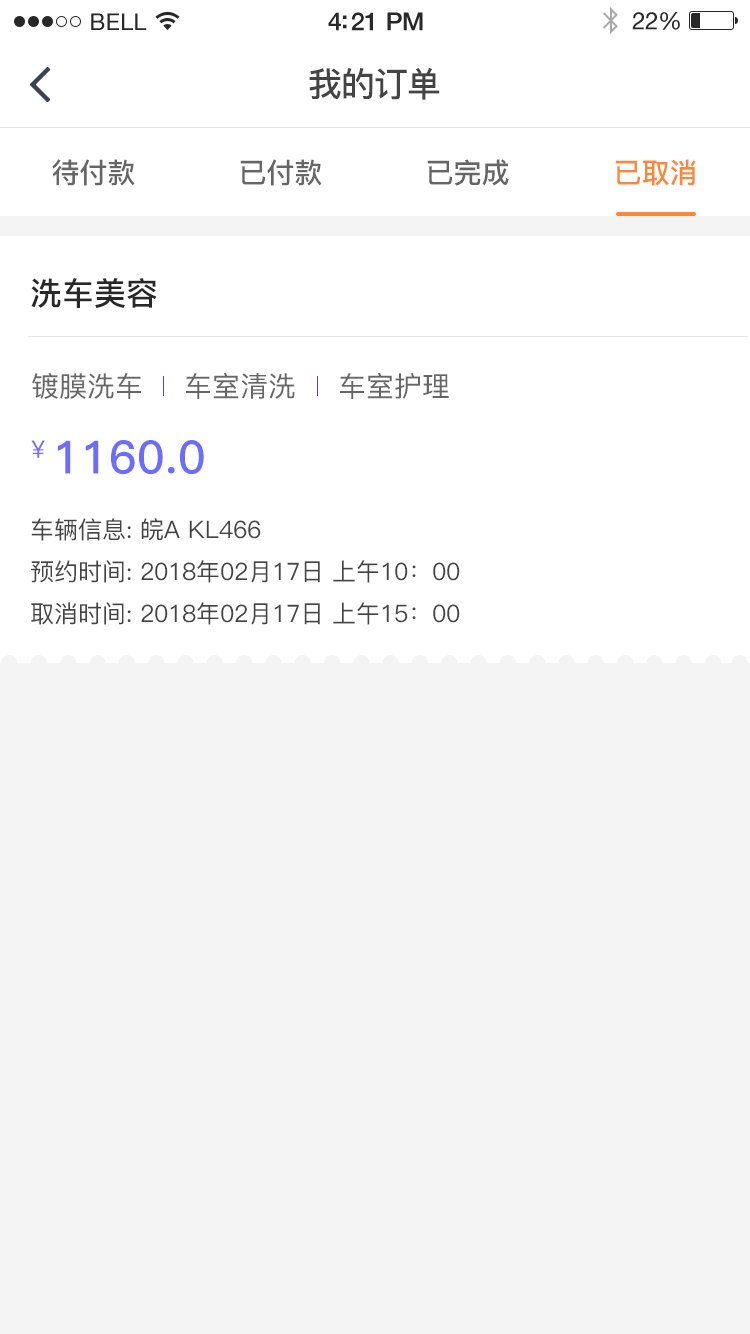 BELL 4:21 PM 22%
我的订单
待付款 已付款 已完成 已取消
洗车美容
镀膜洗车 | 车室清洗 | 车室护理
¥ 1160.0
车辆信息: 皖A KL466
预约时间: 2018年02月17日 上午10：00
取消时间: 2018年02月17日 上午15：00